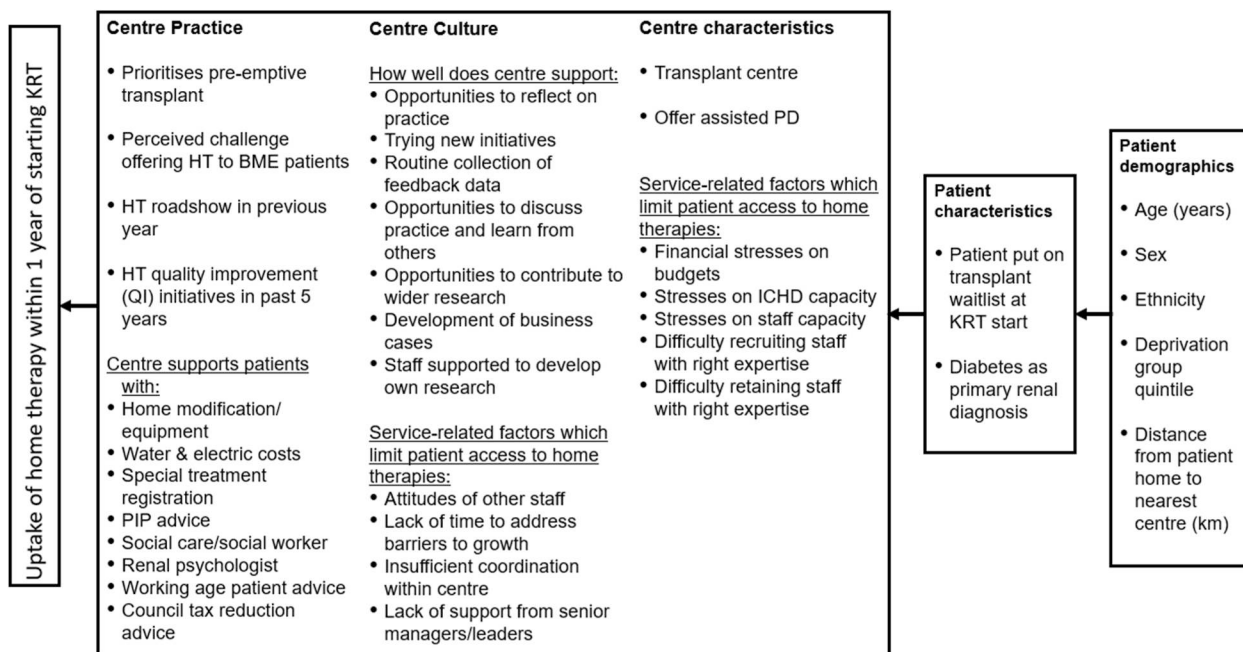 Uptake of home therapy within 1 year of starting KRT
Centre Practice
• Prioritises pre-emptive
transplant
• Perceived challenge
offering HT to BME patients
• HT roadshow in previous
year
• HT quality improvement
(QI) initiatives in past 5
years
Centre supports patients
with:
• Home modification/
equipment
• Water & electric costs
• Special treatment
registration
• PIP advice
• Social care/social worker
• Renal psychologist
• Working age patient advice
• Council tax reduction
advice
Centre Culture
How well does centre support:
• Opportunities to reflect on
practice
• Trying new initiatives
• Routine collection of
feedback data
• Opportunities to discuss
practice and learn from
others
• Opportunities to contribute to
wider research
• Development of business
cases
• Staff supported to develop
own research
Service-related factors which
limit patient access to home
therapies:
• Attitudes of other staff
• Lack of time to address
barriers to growth
• Insufficient coordination
within centre
• Lack of support from senior
managers/leaders
Centre characteristics
• Transplant centre
• Offer assisted PD
Service-related factors which
limit patient access to home
therapies:
• Financial stresses on
budgets
• Stresses on ICHD capacity
• Stresses on staff capacity
• Difficulty recruiting staff
with right expertise
• Difficulty retaining staff
with right expertise
Patient
characteristics
• Patient put on
transplant
waitlist at
KRT start
• Diabetes as
primary renal
diagnosis
Patient
demographics
• Age (years)
• Sex
• Ethnicity
• Deprivation
group
quintile
• Distance
from patient
home to
nearest
centre (km)